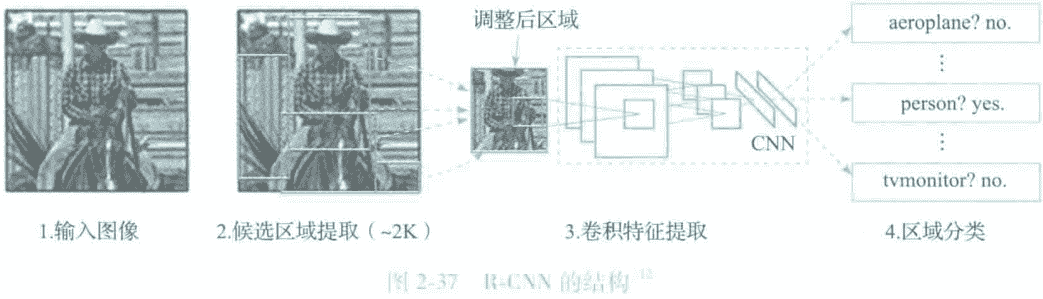 调整后区域
aeroplane? no.
⋮
person? yes.
⋮
tvmonitor? no.
CNN
1.输入图像
2.候选区域提取（~2K）
3.卷积特征提取
4.区域分类
图 2-37 R-CNN 的结构